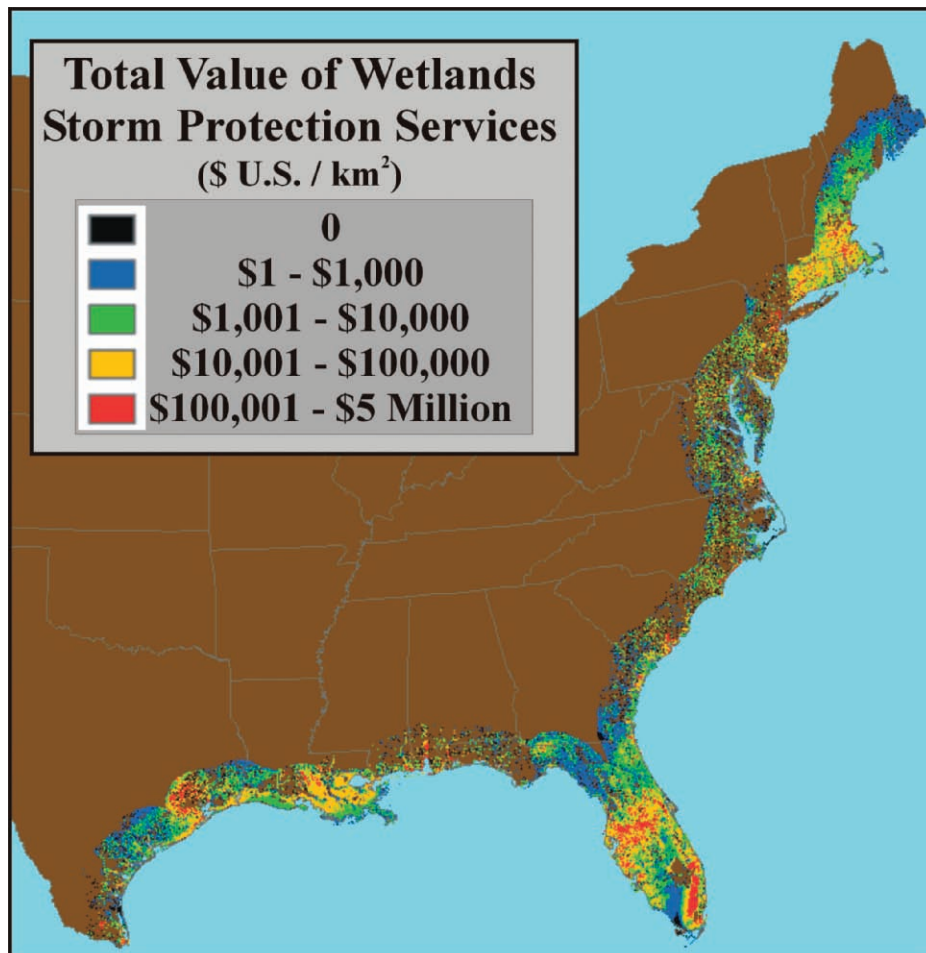 Total Value of Wetlands
Storm Protection Services
($ U.S. / km²)
0
$1 - $1,000
$1,001 - $10,000
$10,001 - $100,000
$100,001 - $5 Million